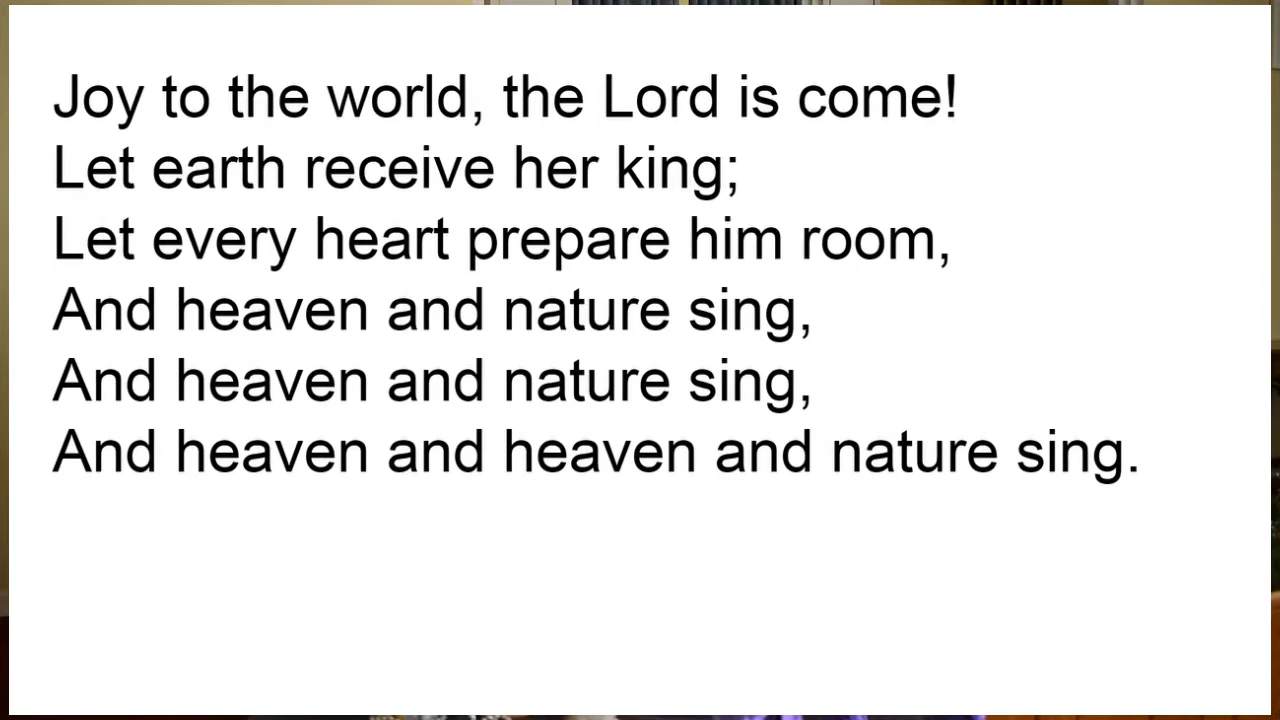 Joy to the world, the Lord is come!
Let earth receive her king;
Let every heart prepare him room,
And heaven and nature sing,
And heaven and nature sing,
And heaven and heaven and nature sing.